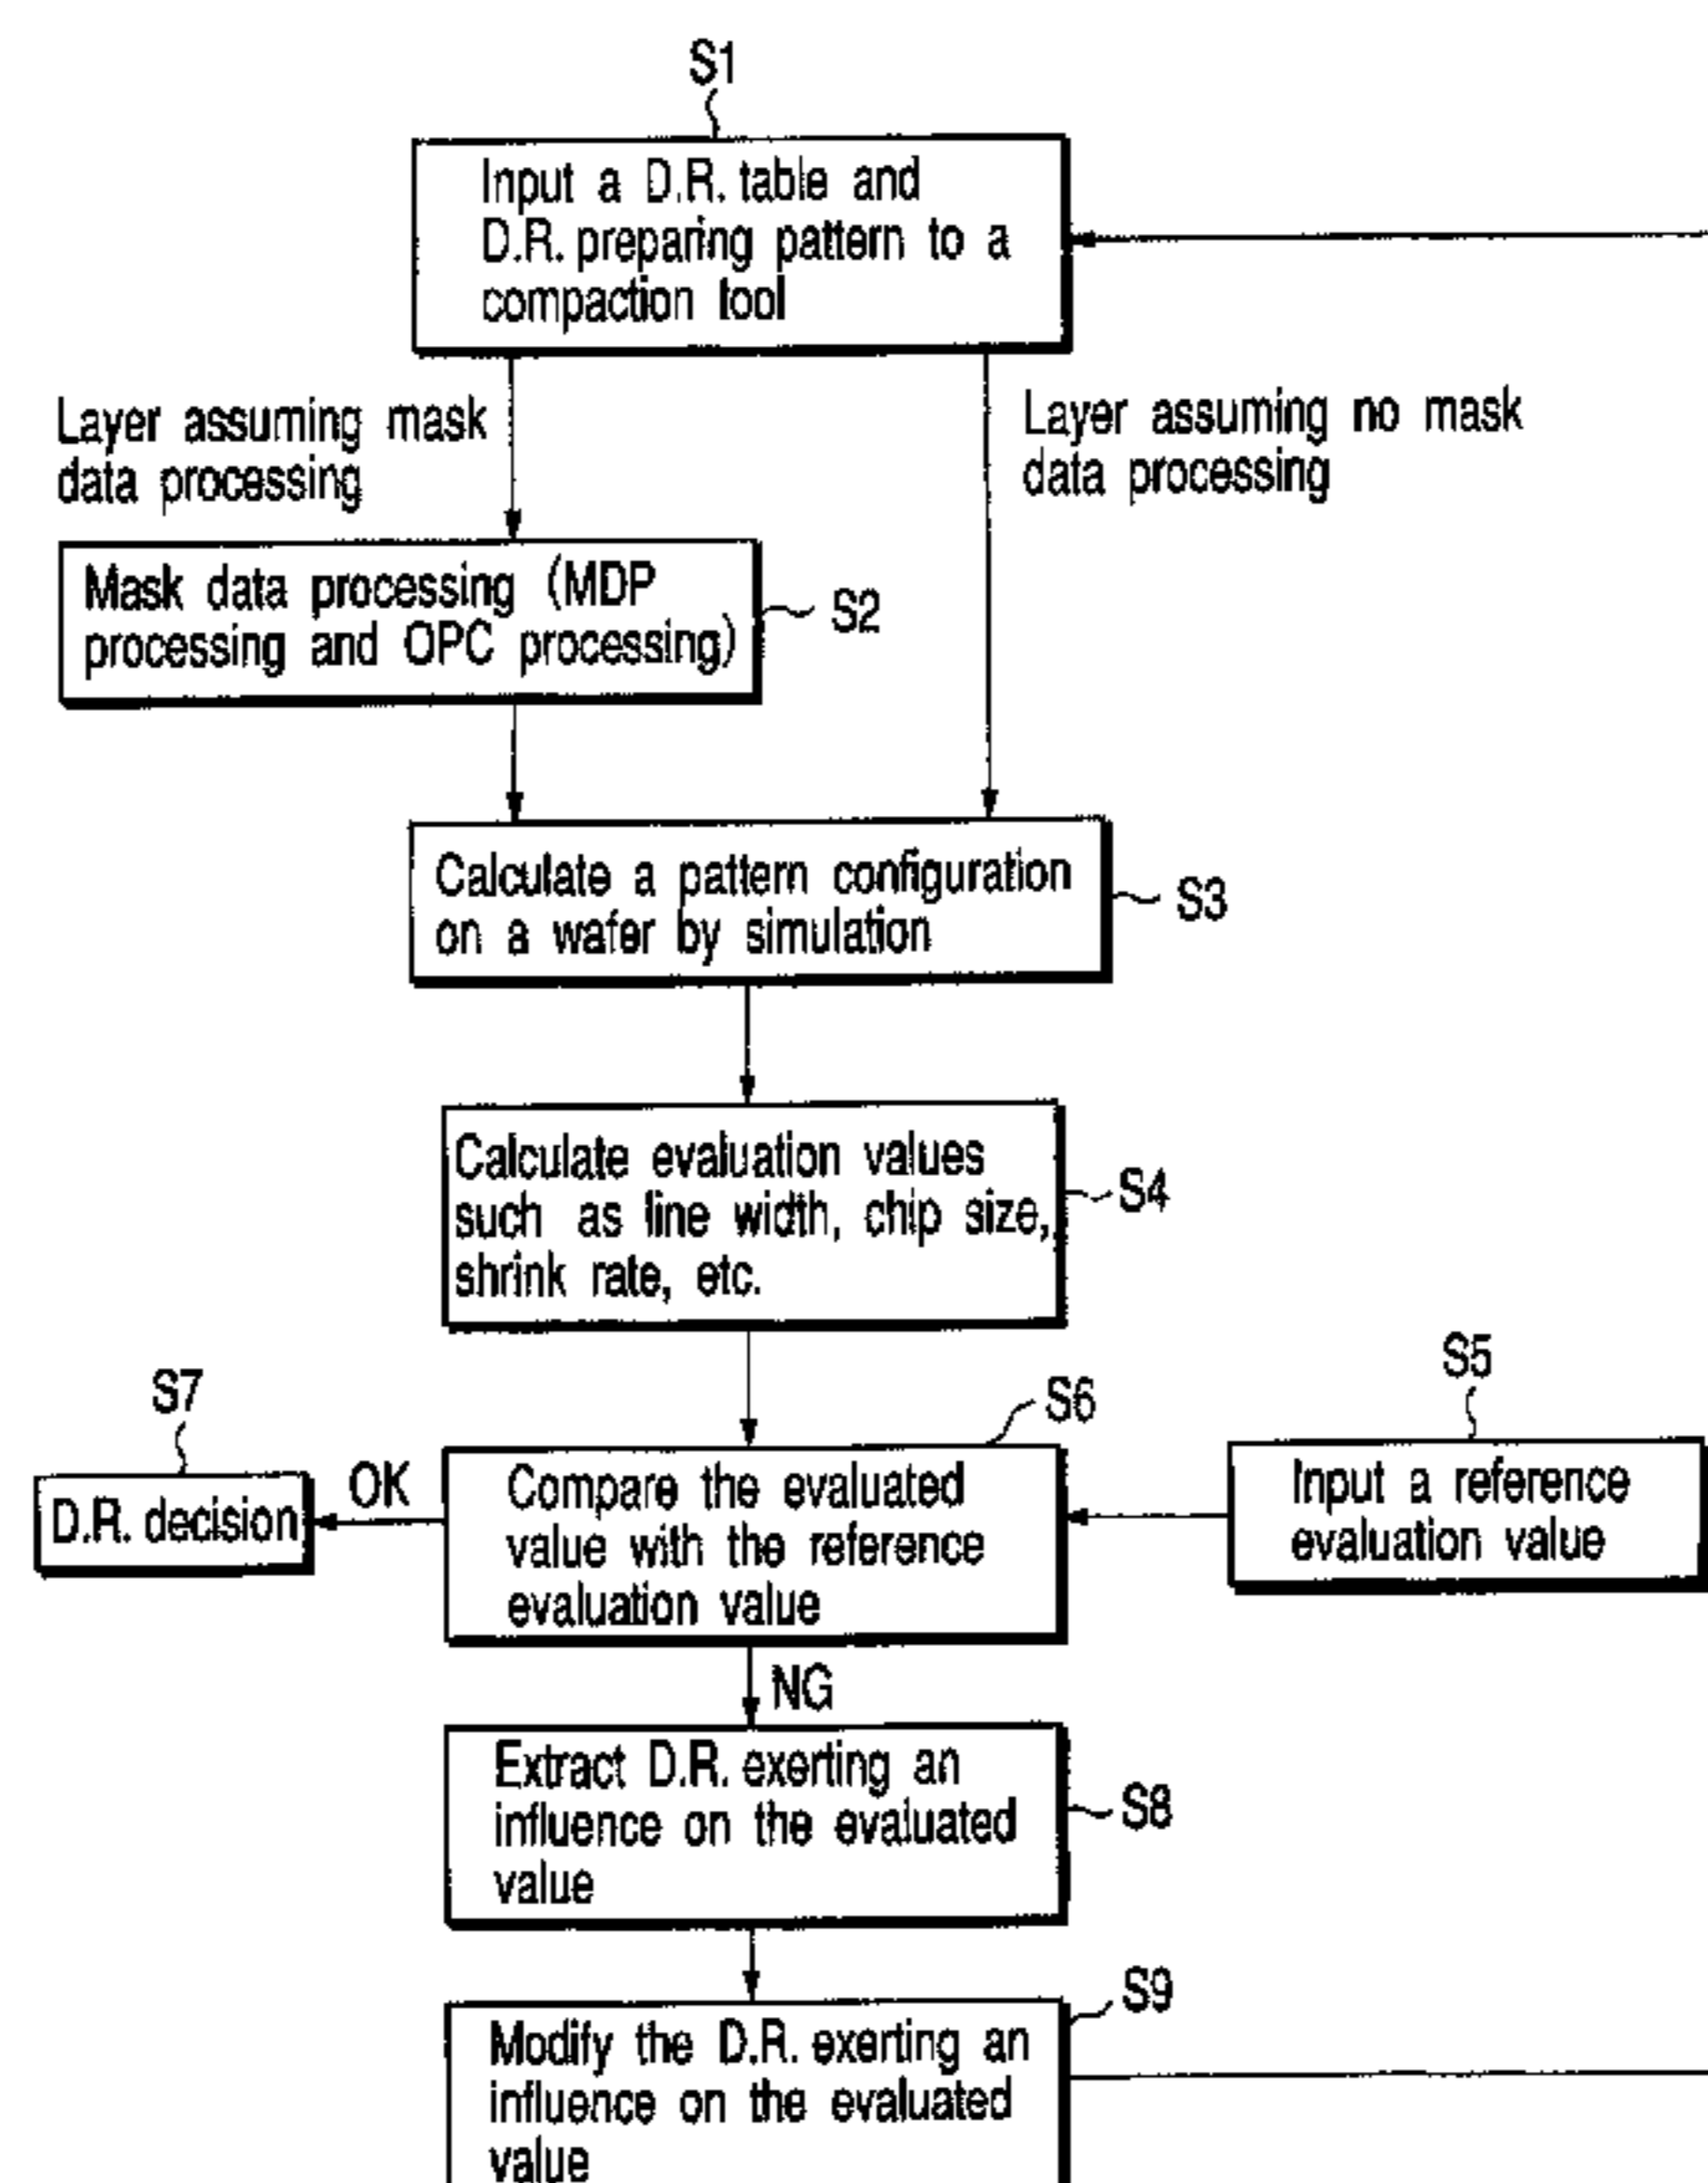 S1
Input a D.R. table and
D.R. preparing pattern to a
compaction tool
Layer assuming mask
data processing
Layer assuming no mask
data processing
Mask data processing (MDP
processing and OPC processing)
S2
Calculate a pattern configuration
on a wafer by simulation
S3
Calculate evaluation values
such as line width, chip size,
shrink rate, etc.
S4
S5
S7
S6
D.R. decision
OK
Compare the evaluated
value with the reference
evaluation value
Input a reference
evaluation value
NG
Extract D.R. exerting an
influence on the evaluated
value
S8
S9
Modify the D.R. exerting an
influence on the evaluated
value